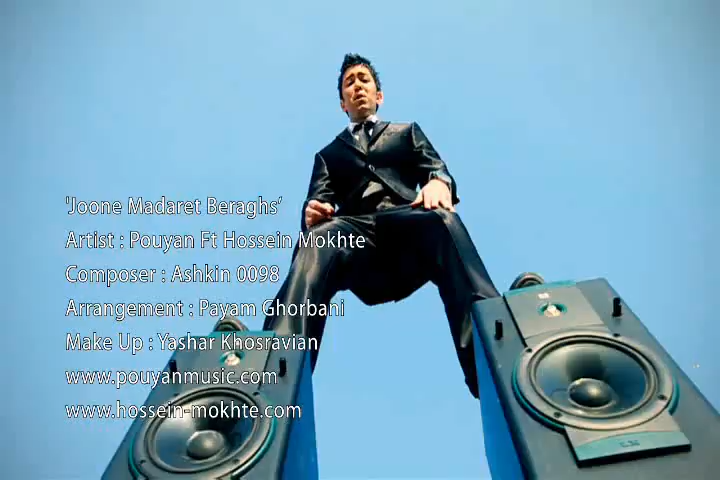 'Joone Madaret Beraghs'
Artist : Pouyan Ft Hossein Mokhte
Composer : Ashkin 0098
Arrangement : Payam Ghorbani
Make Up : Yashar Khosravian
www.pouyanmusic.com
www.hossein-mokhte.com